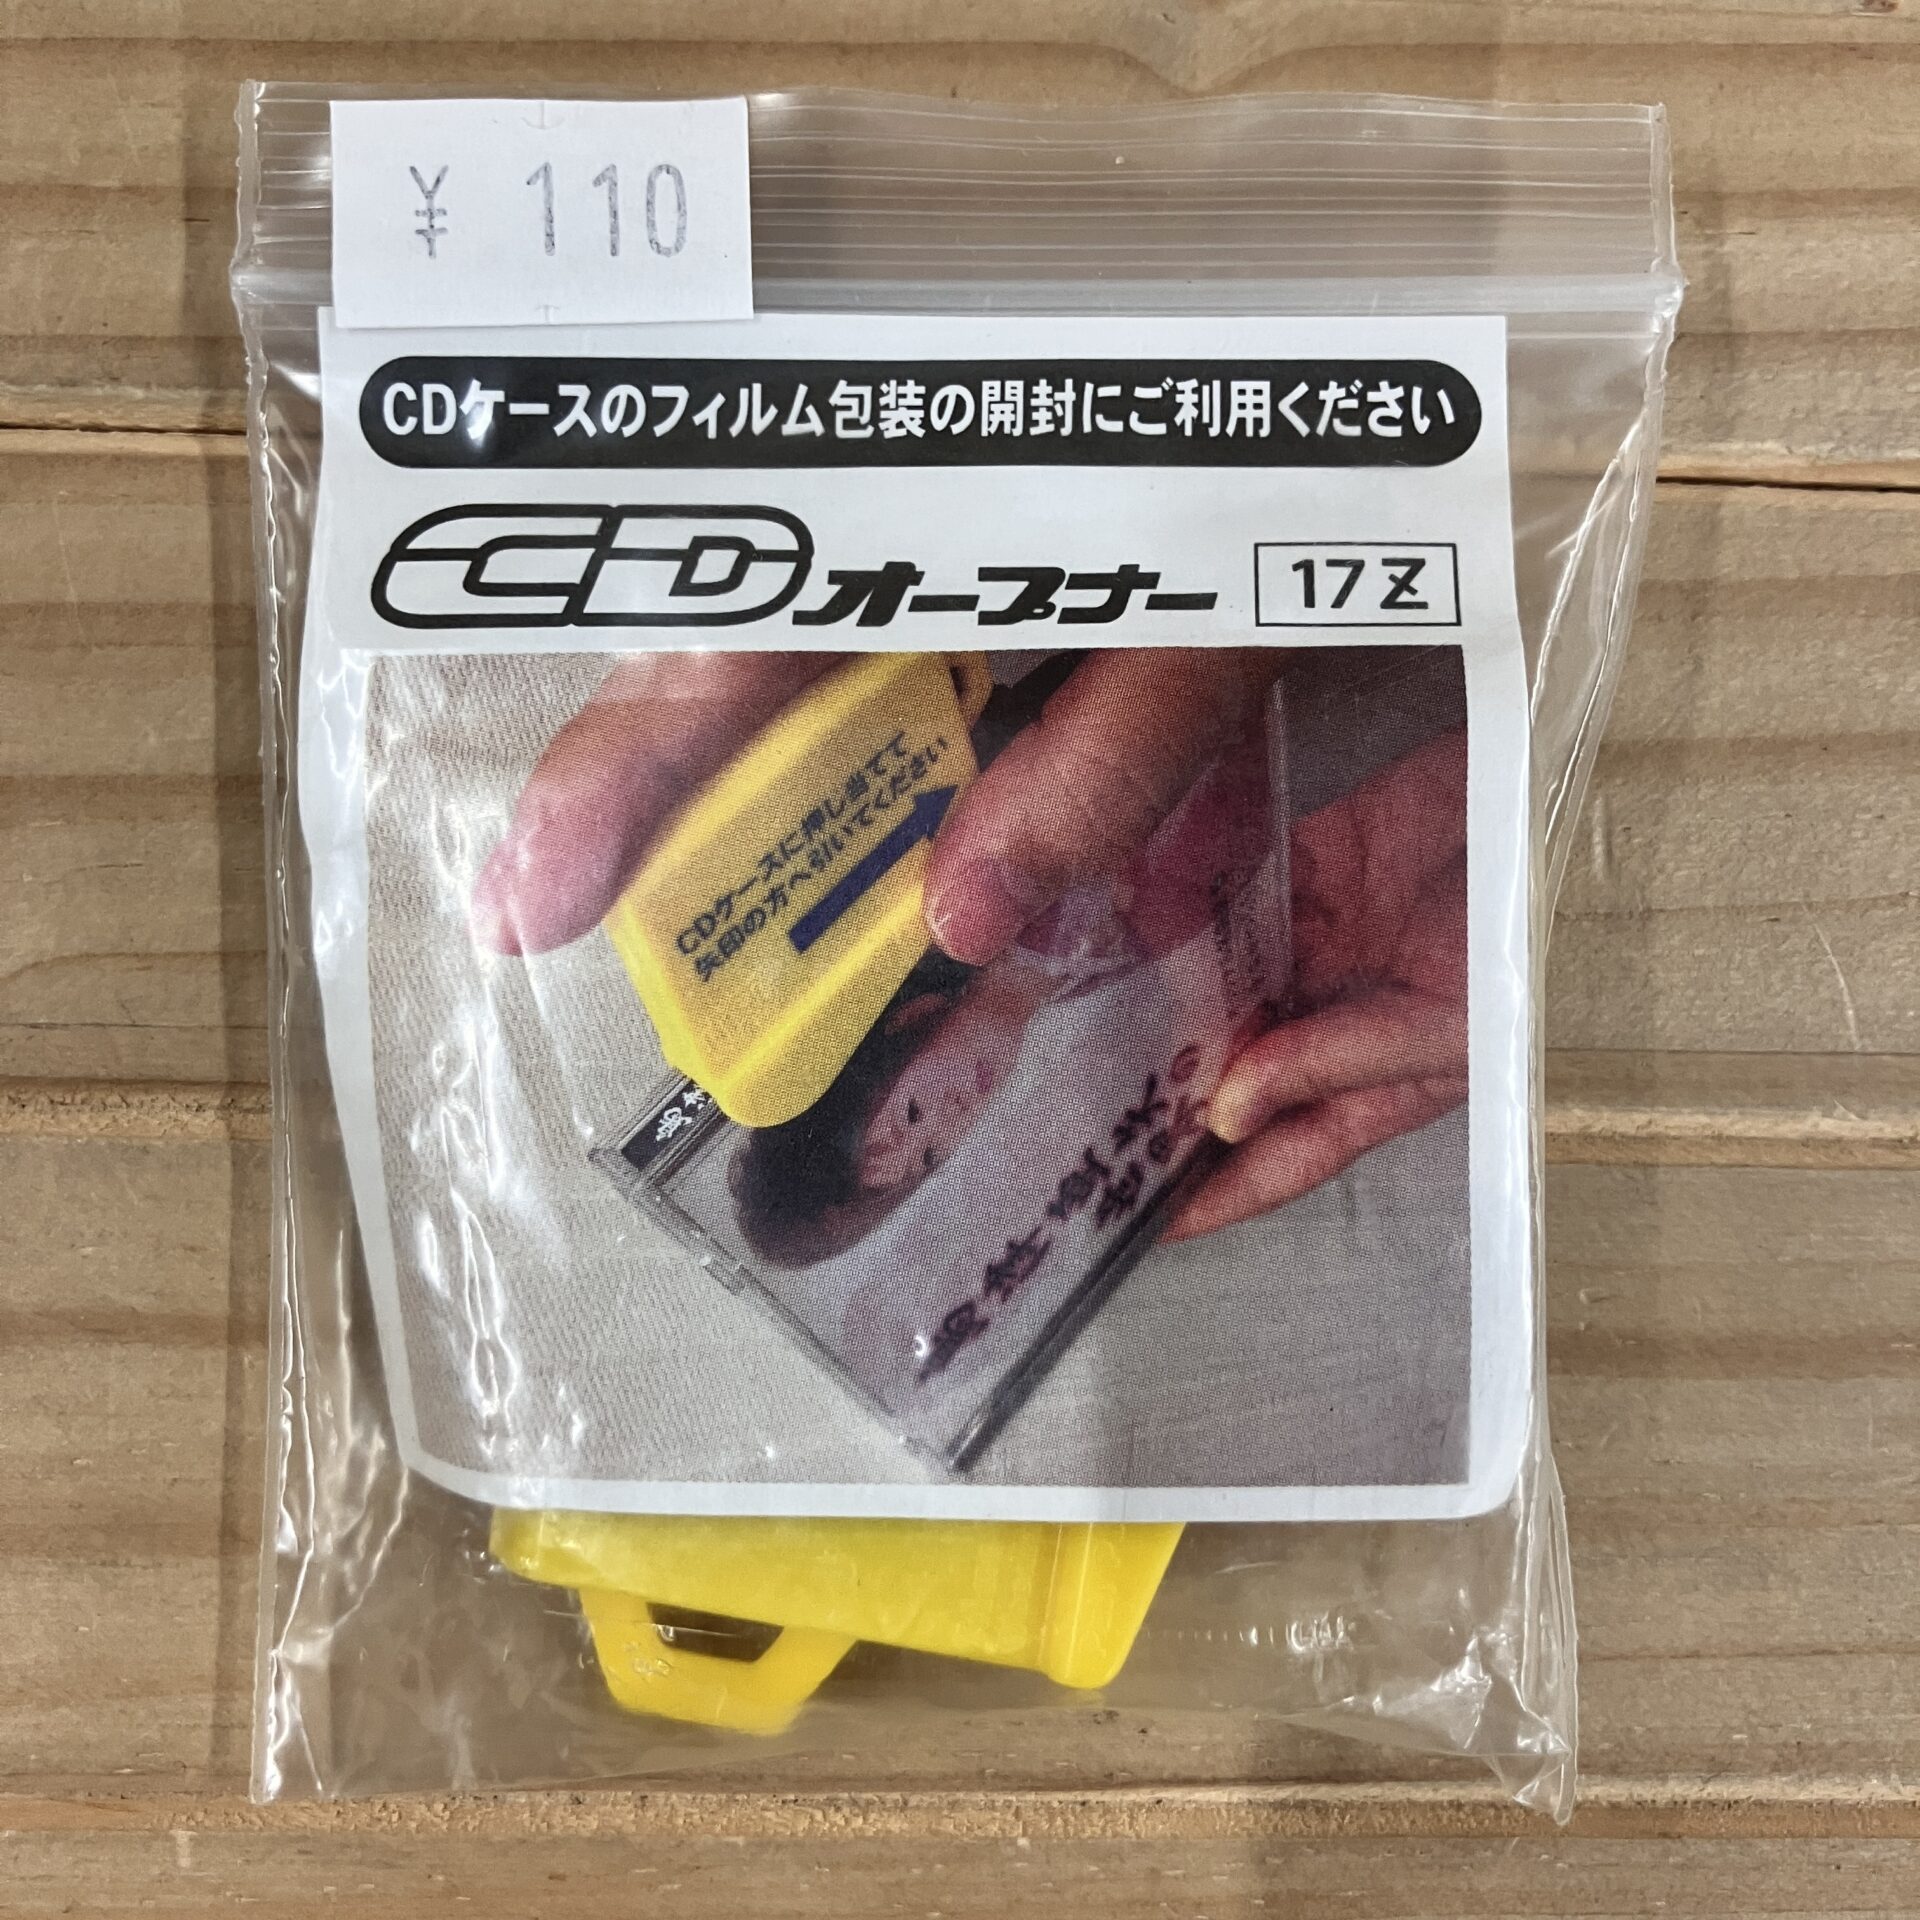 ¥ 110
CDケースのフィルム包装の開封にご利用ください
CDオープナー 17Z
CDケースに押し当てて
矢印の方へ引いてください